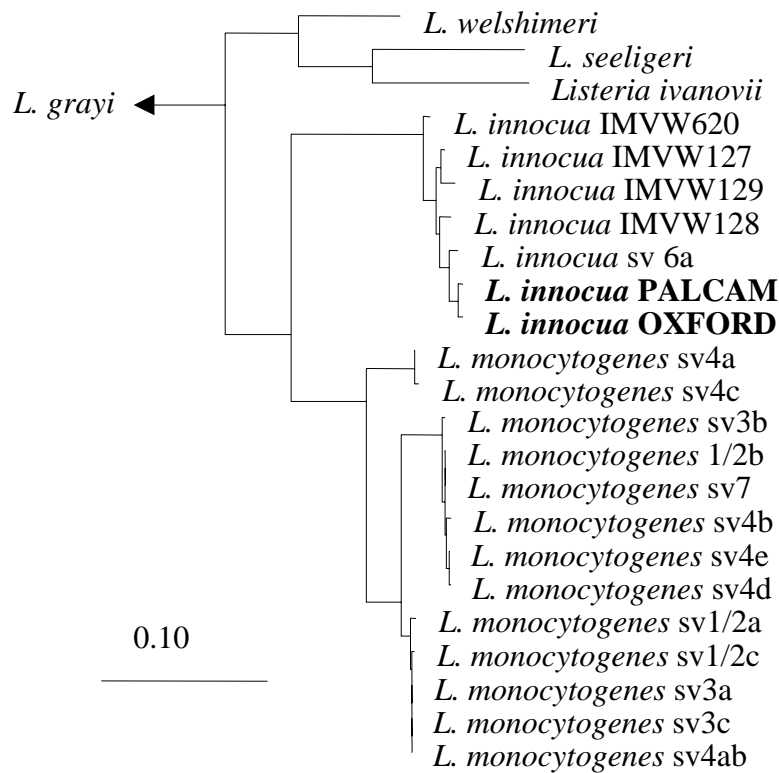 L. welshimeri
L. seeligeri
Listeria ivanovii
L. grayi
L. innocua IMVW620
L. innocua IMVW127
L. innocua IMVW129
L. innocua IMVW128
L. innocua sv 6a
L. innocua PALCAM
L. innocua OXFORD
L. monocytogenes sv4a
L. monocytogenes sv4c
L. monocytogenes sv3b
L. monocytogenes 1/2b
L. monocytogenes sv7
L. monocytogenes sv4b
L. monocytogenes sv4e
L. monocytogenes sv4d
L. monocytogenes sv1/2a
0.10
L. monocytogenes sv1/2c
L. monocytogenes sv3a
L. monocytogenes sv3c
L. monocytogenes sv4ab